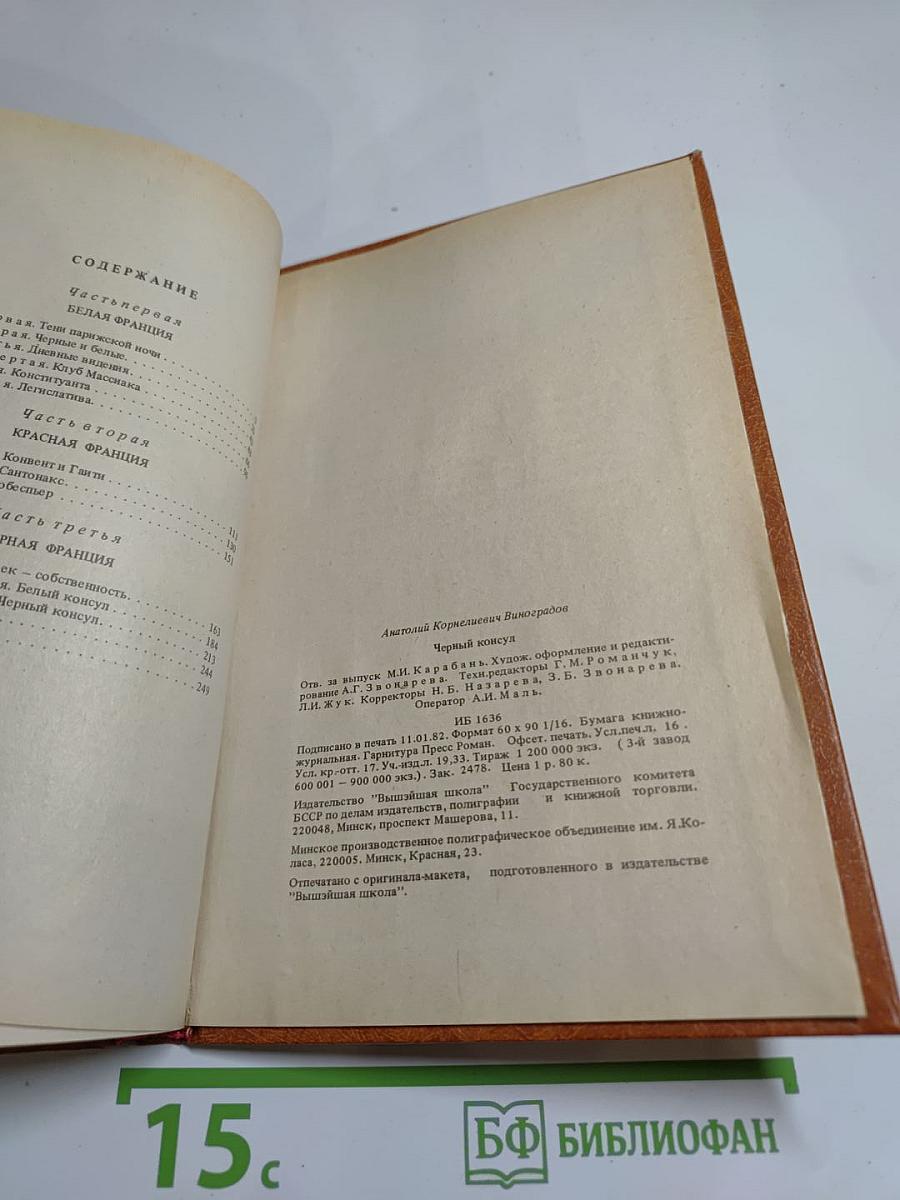 СОДЕРЖАНИЕ
Часть первая
БЕЛАЯ ФРАНЦИЯ
рвая. Тени парижской ночи
рая. Черные и белые.
тья. Дневные видения.
ертая. Клуб Массиака
я. Конституанта
я. Легислатива.
Часть вторая
КРАСНАЯ ФРАНЦИЯ
Конвент и Гаити 111
Сантонакс. 130
обеспьер 151
асть третья
РНАЯ ФРАНЦИЯ
ек – собственность. 163
я. Белый консул 184
Черный консул. 213
244
249
Анатолий Корнелиевич Виноградов
Черный консул
Отв. за выпуск М.И. Карабань. Худож. оформление и редакти-
рование А.Г. Звонарева. Техн.редакторы Г.М. Романчук,
Л.И. Жук. Корректоры Н.Б. Назарева, З.Б. Звонарева.
Оператор А.И. Маль.
ИБ 1636
Подписано в печать 11.01.82. Формат 60 х 90 1/16. Бумага книжно-
журнальная. Гарнитура Пресс Роман. Офсет. печать. Усл.печ.л. 16.
Усл. кр.-отт. 17. Уч.-изд.л. 19,33. Тираж 1 200 000 экз. (3-й завод
600 001 – 900 000 экз.). Зак. 2478. Цена 1 р. 80 к.
Издательство "Вышэйшая школа" Государственного комитета
БССР по делам издательств, полиграфии и книжной торговли.
220048, Минск, проспект Машерова, 11.
Минское производственное полиграфическое объединение им. Я.Ко-
ласа, 220005. Минск, Красная, 23.
Отпечатано с оригинала-макета, подготовленного в издательстве
"Вышэйшая школа".
15 с
БФ БИБЛИОФАН